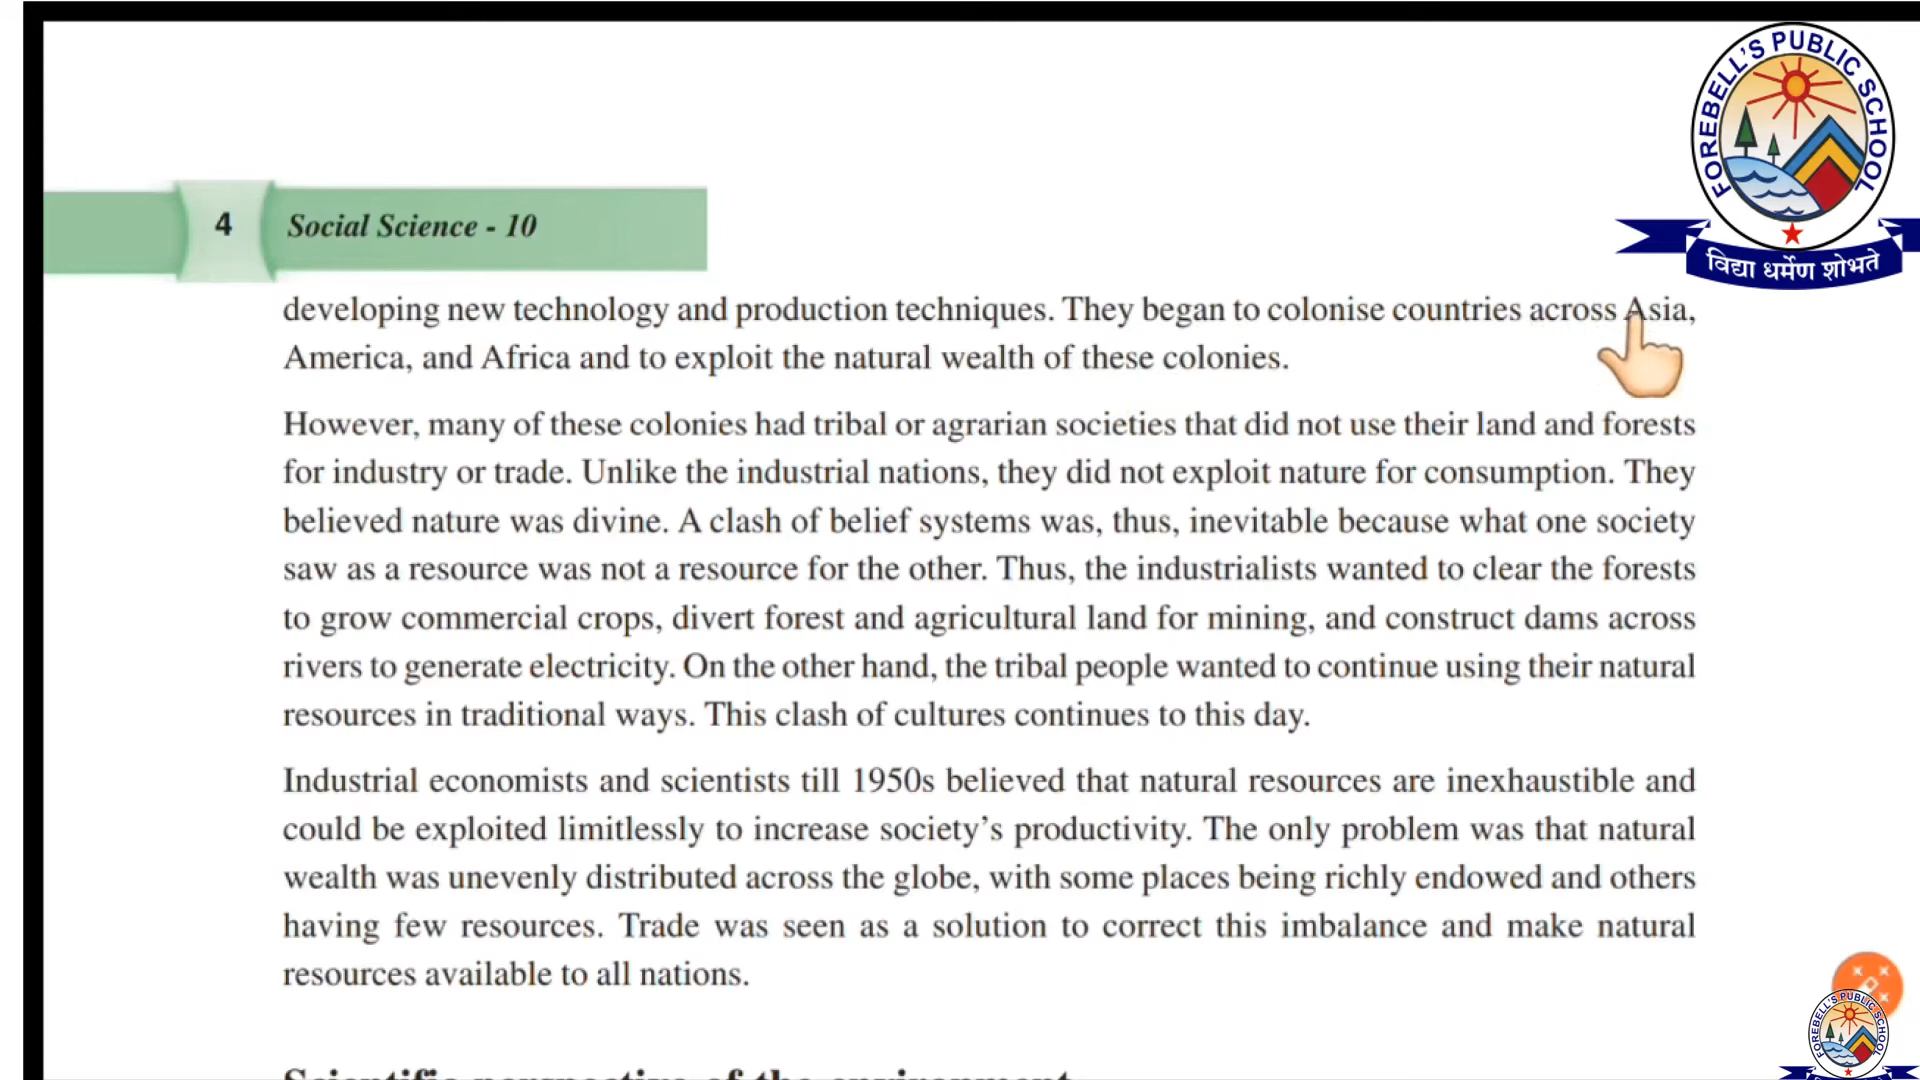 FOREBELL'S PUBLIC SCHOOL
विद्या धर्मेण शोभते
4 Social Science - 10
developing new technology and production techniques. They began to colonise countries across Asia,
America, and Africa and to exploit the natural wealth of these colonies.
However, many of these colonies had tribal or agrarian societies that did not use their land and forests
for industry or trade. Unlike the industrial nations, they did not exploit nature for consumption. They
believed nature was divine. A clash of belief systems was, thus, inevitable because what one society
saw as a resource was not a resource for the other. Thus, the industrialists wanted to clear the forests
to grow commercial crops, divert forest and agricultural land for mining, and construct dams across
rivers to generate electricity. On the other hand, the tribal people wanted to continue using their natural
resources in traditional ways. This clash of cultures continues to this day.
Industrial economists and scientists till 1950s believed that natural resources are inexhaustible and
could be exploited limitlessly to increase society’s productivity. The only problem was that natural
wealth was unevenly distributed across the globe, with some places being richly endowed and others
having few resources. Trade was seen as a solution to correct this imbalance and make natural
resources available to all nations.
Scientific perspective of the environment
FOREBELL'S PUBLIC SCHOOL